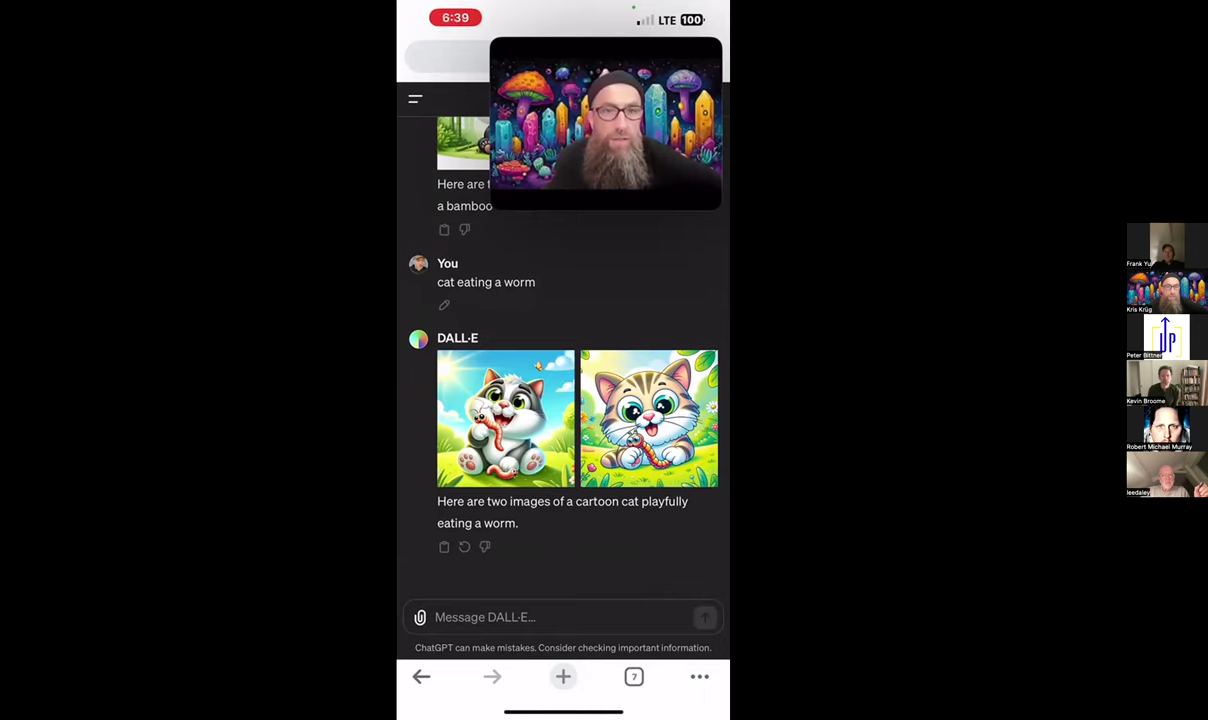 6:39
LTE 100
Here are t
a bamboo
You
cat eating a worm
DALL·E
Here are two images of a cartoon cat playfully
eating a worm.
Message DALL·E...
ChatGPT can make mistakes. Consider checking important information.
7
Frank Yu
Kris Krüg
UP
Peter Bittner
Kevin Broome
Robert Michael Murray
leedaley